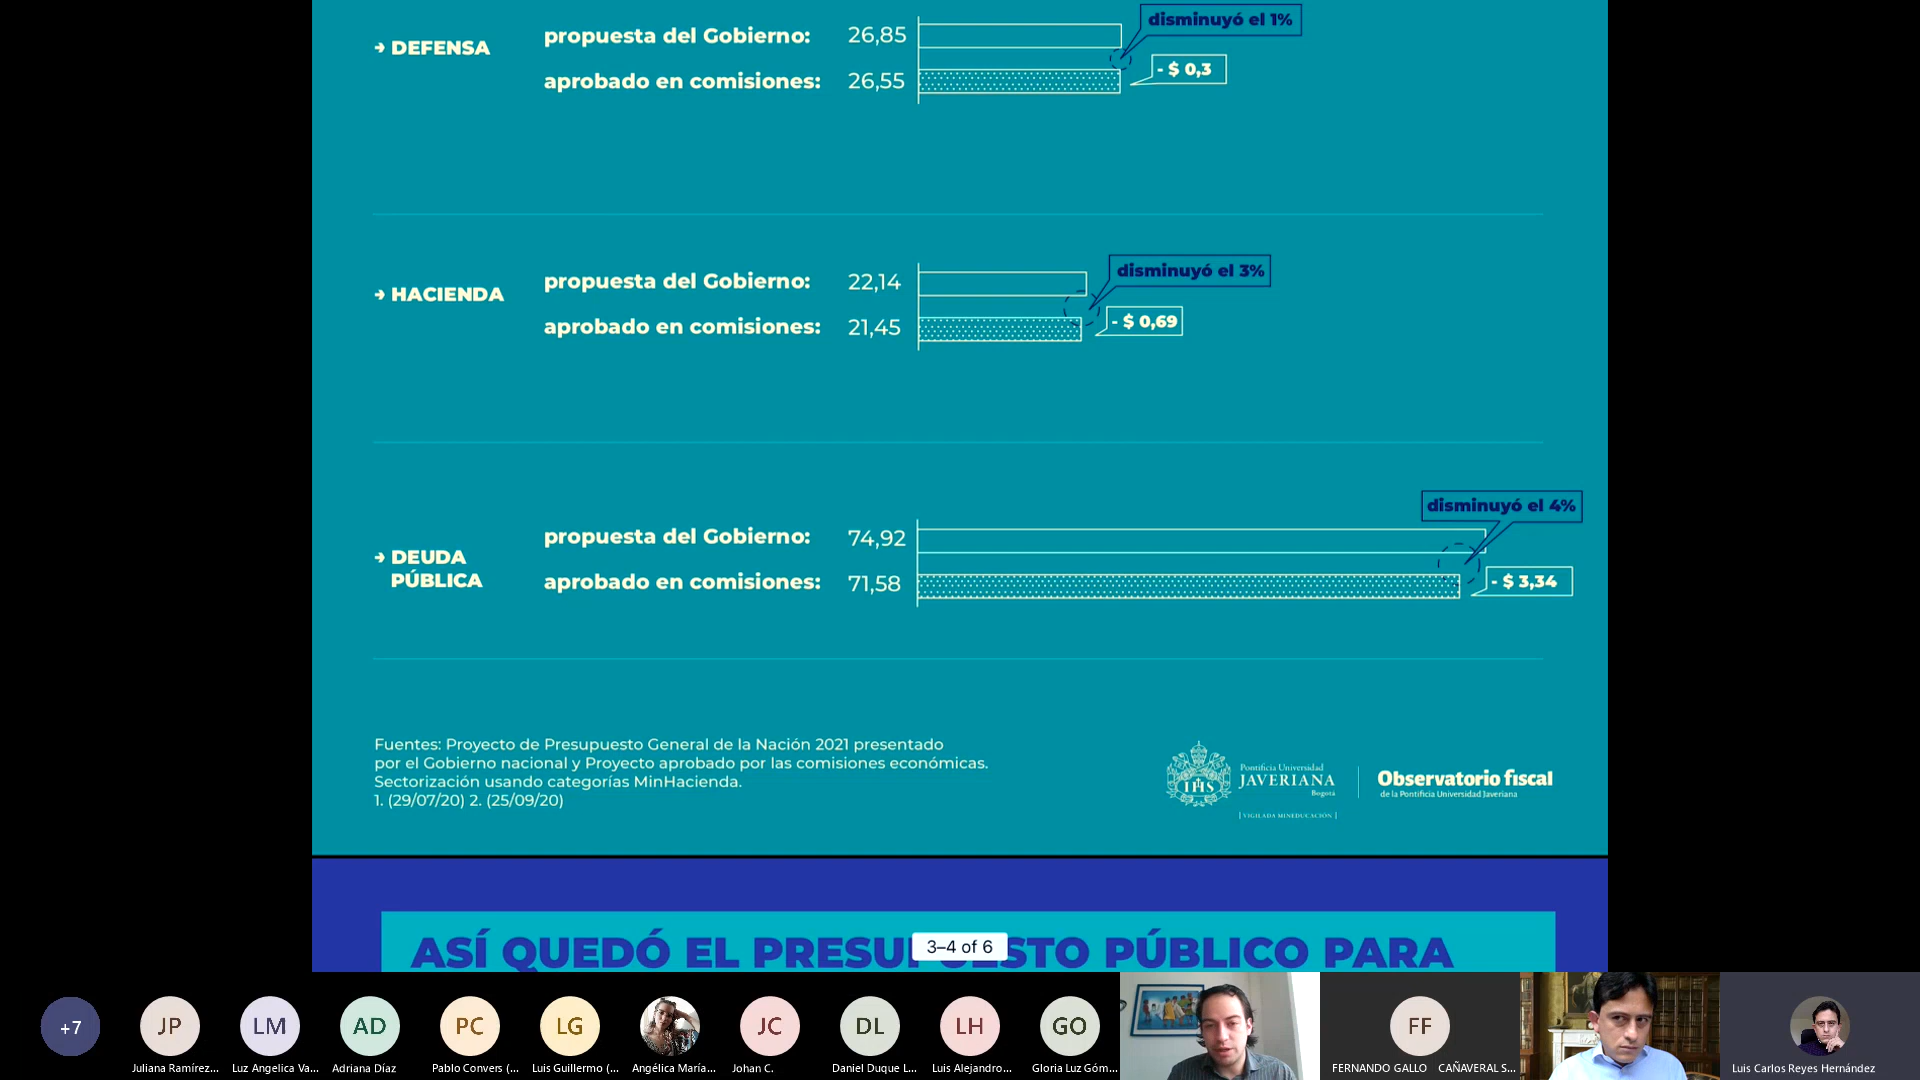 disminuyó el 1%
→ DEFENSA
propuesta del Gobierno: 26,85
- $ 0,3
aprobado en comisiones: 26,55
disminuyó el 3%
→ HACIENDA
propuesta del Gobierno: 22,14
- $ 0,69
aprobado en comisiones: 21,45
disminuyó el 4%
→ DEUDA
PÚBLICA
propuesta del Gobierno: 74,92
- $ 3,34
aprobado en comisiones: 71,58
Fuentes: Proyecto de Presupuesto General de la Nación 2021 presentado
por el Gobierno nacional y Proyecto aprobado por las comisiones económicas.
Sectorización usando categorías MinHacienda.
1. (29/07/20) 2. (25/09/20)
IHS
Pontificia Universidad
JAVERIANA
Bogotá
| VIGILADA MINEDUCACIÓN |
Observatorio fiscal
de la Pontificia Universidad Javeriana
ASÍ QUEDÓ EL PRESUPUESTO PÚBLICO PARA
3–4 of 6
+7
JP
Juliana Ramírez...
LM
Luz Angelica Va...
AD
Adriana Díaz
PC
Pablo Convers (...
LG
Luis Guillermo (...
Angélica María...
JC
Johan C.
DL
Daniel Duque L...
LH
Luis Alejandro...
GO
Gloria Luz Góm...
FF
FERNANDO GALLO CAÑAVERAL S...
Luis Carlos Reyes Hernández